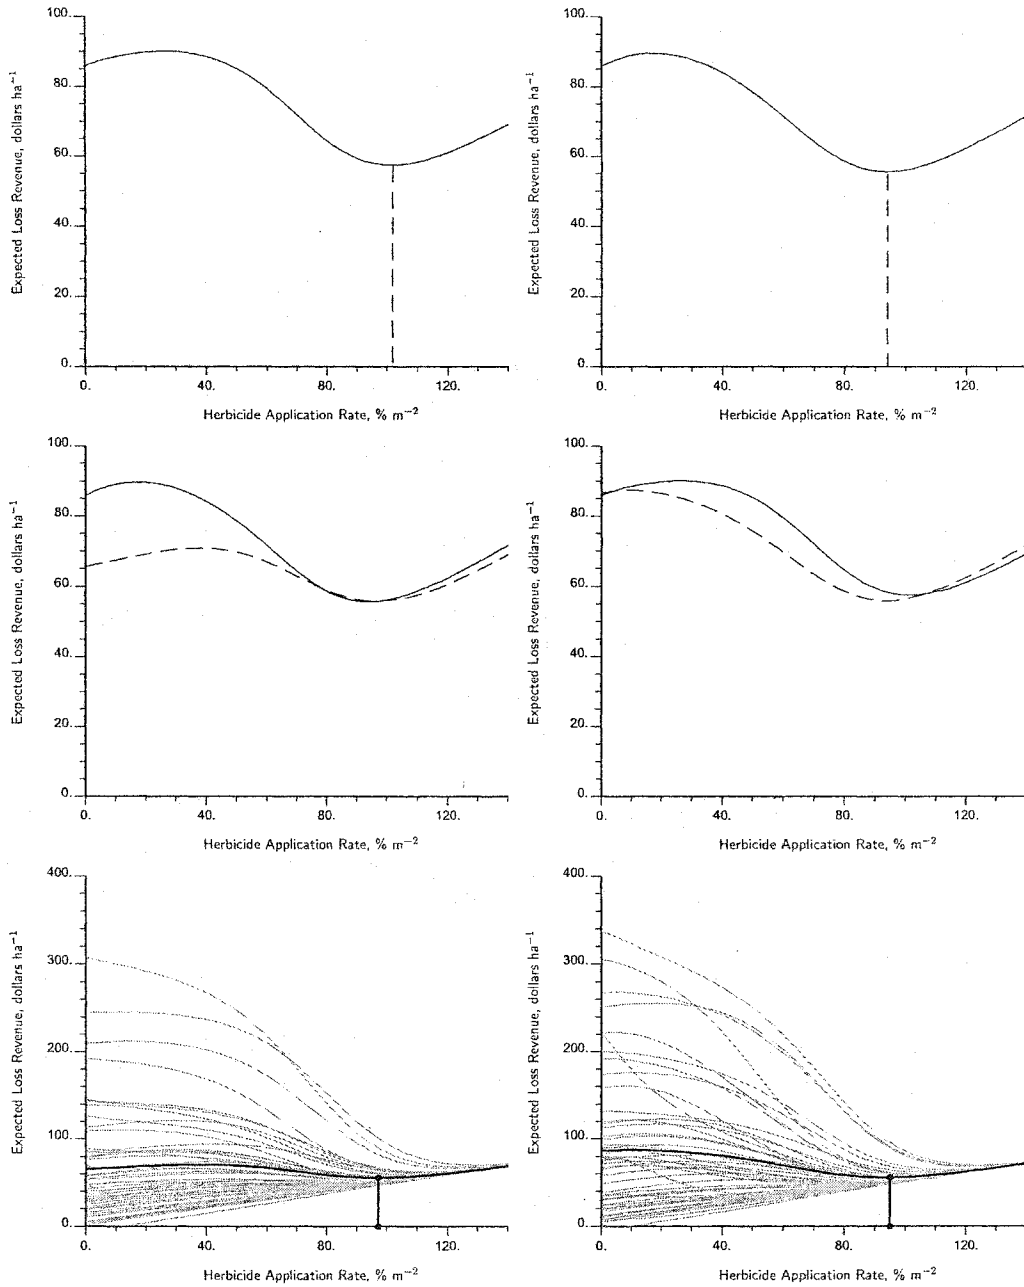 100.
80.
60.
40.
20.
0.
0. 40. 80. 120.
Expected Loss Revenue, dollars ha⁻¹
Herbicide Application Rate, % m⁻²
100.
80.
60.
40.
20.
0.
0. 40. 80. 120.
Expected Loss Revenue, dollars ha⁻¹
Herbicide Application Rate, % m⁻²
100.
80.
60.
40.
20.
0.
0. 40. 80. 120.
Expected Loss Revenue, dollars ha⁻¹
Herbicide Application Rate, % m⁻²
100.
80.
60.
40.
20.
0.
0. 40. 80. 120.
Expected Loss Revenue, dollars ha⁻¹
Herbicide Application Rate, % m⁻²
400.
300.
200.
100.
0.
0. 40. 80. 120.
Expected Loss Revenue, dollars ha⁻¹
Herbicide Application Rate, % m⁻²
400.
300.
200.
100.
0.
0. 40. 80. 120.
Expected Loss Revenue, dollars ha⁻¹
Herbicide Application Rate, % m⁻²